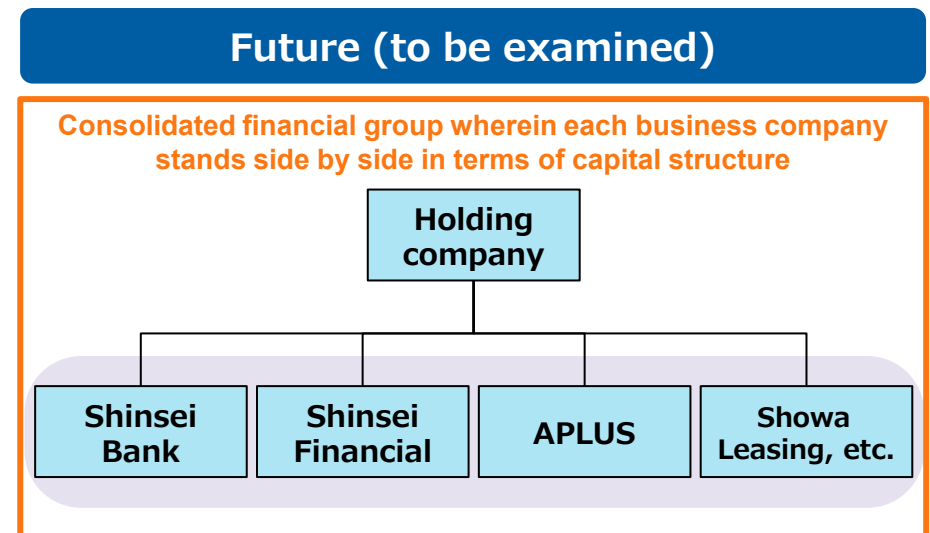 Future (to be examined)
Consolidated financial group wherein each business company
stands side by side in terms of capital structure
Holding
company
Shinsei
Bank
Shinsei
Financial
APLUS
Showa
Leasing, etc.